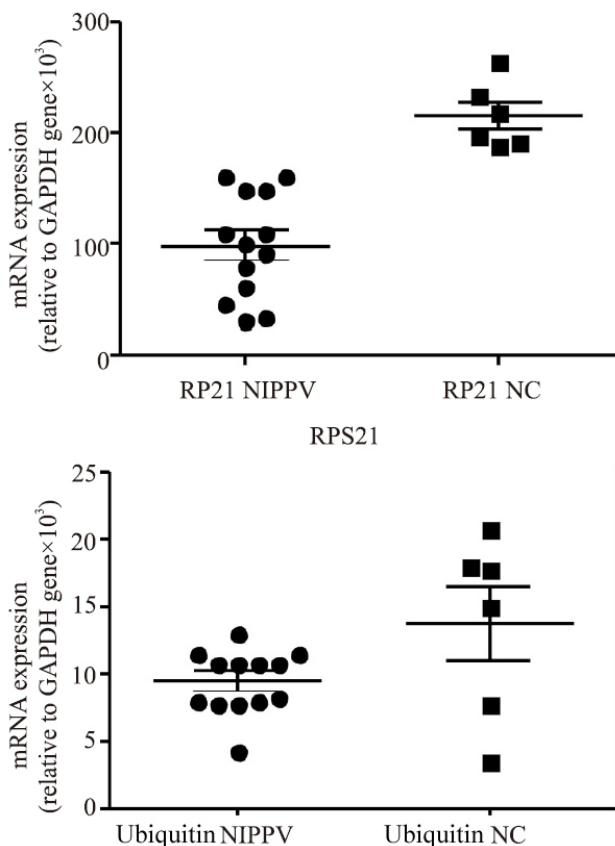 300
200
100
0
mRNA expression
(relative to GAPDH gene×10³)
RP21 NIPPV RP21 NC
RPS21
25
20
15
10
5
0
mRNA expression
(relative to GAPDH gene×10³)
Ubiquitin NIPPV Ubiquitin NC